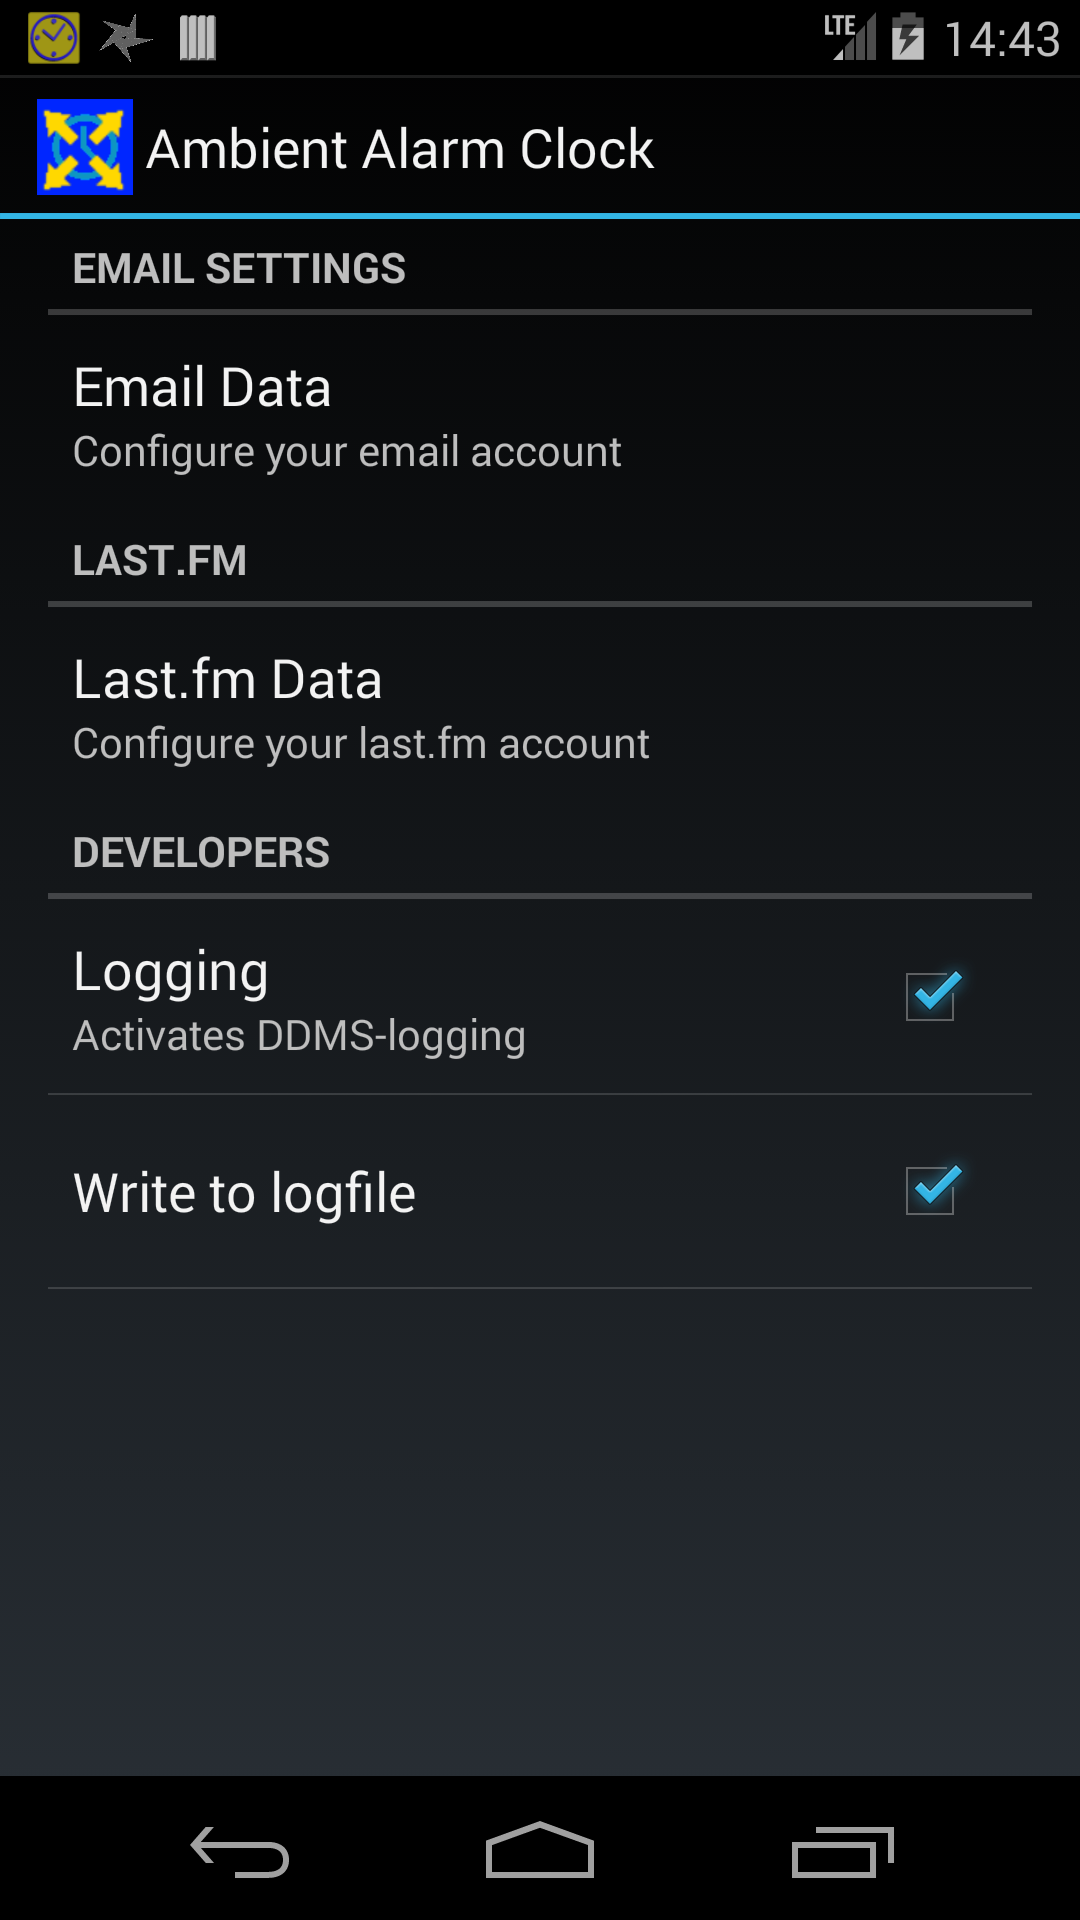 LTE 14:43
Ambient Alarm Clock
EMAIL SETTINGS
Email Data
Configure your email account
LAST.FM
Last.fm Data
Configure your last.fm account
DEVELOPERS
Logging
Activates DDMS-logging
Write to logfile